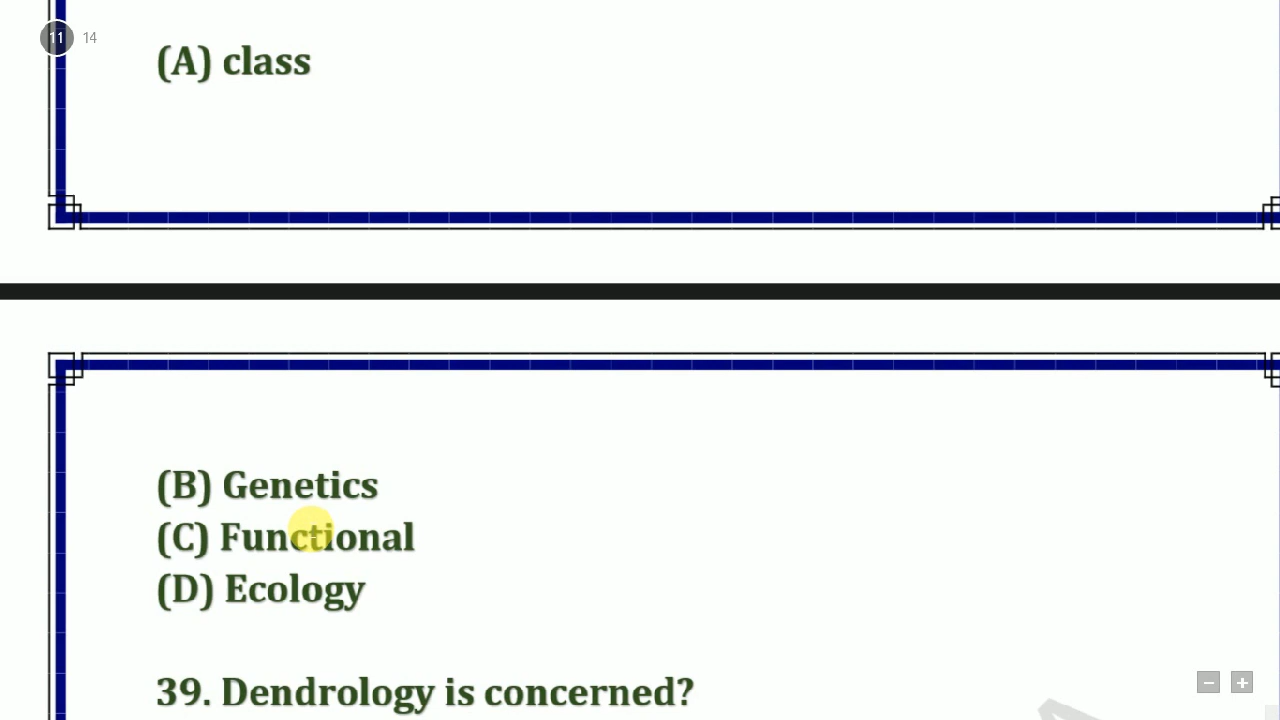 11 14
(A) class
(B) Genetics
(C) Functional
(D) Ecology
39. Dendrology is concerned?